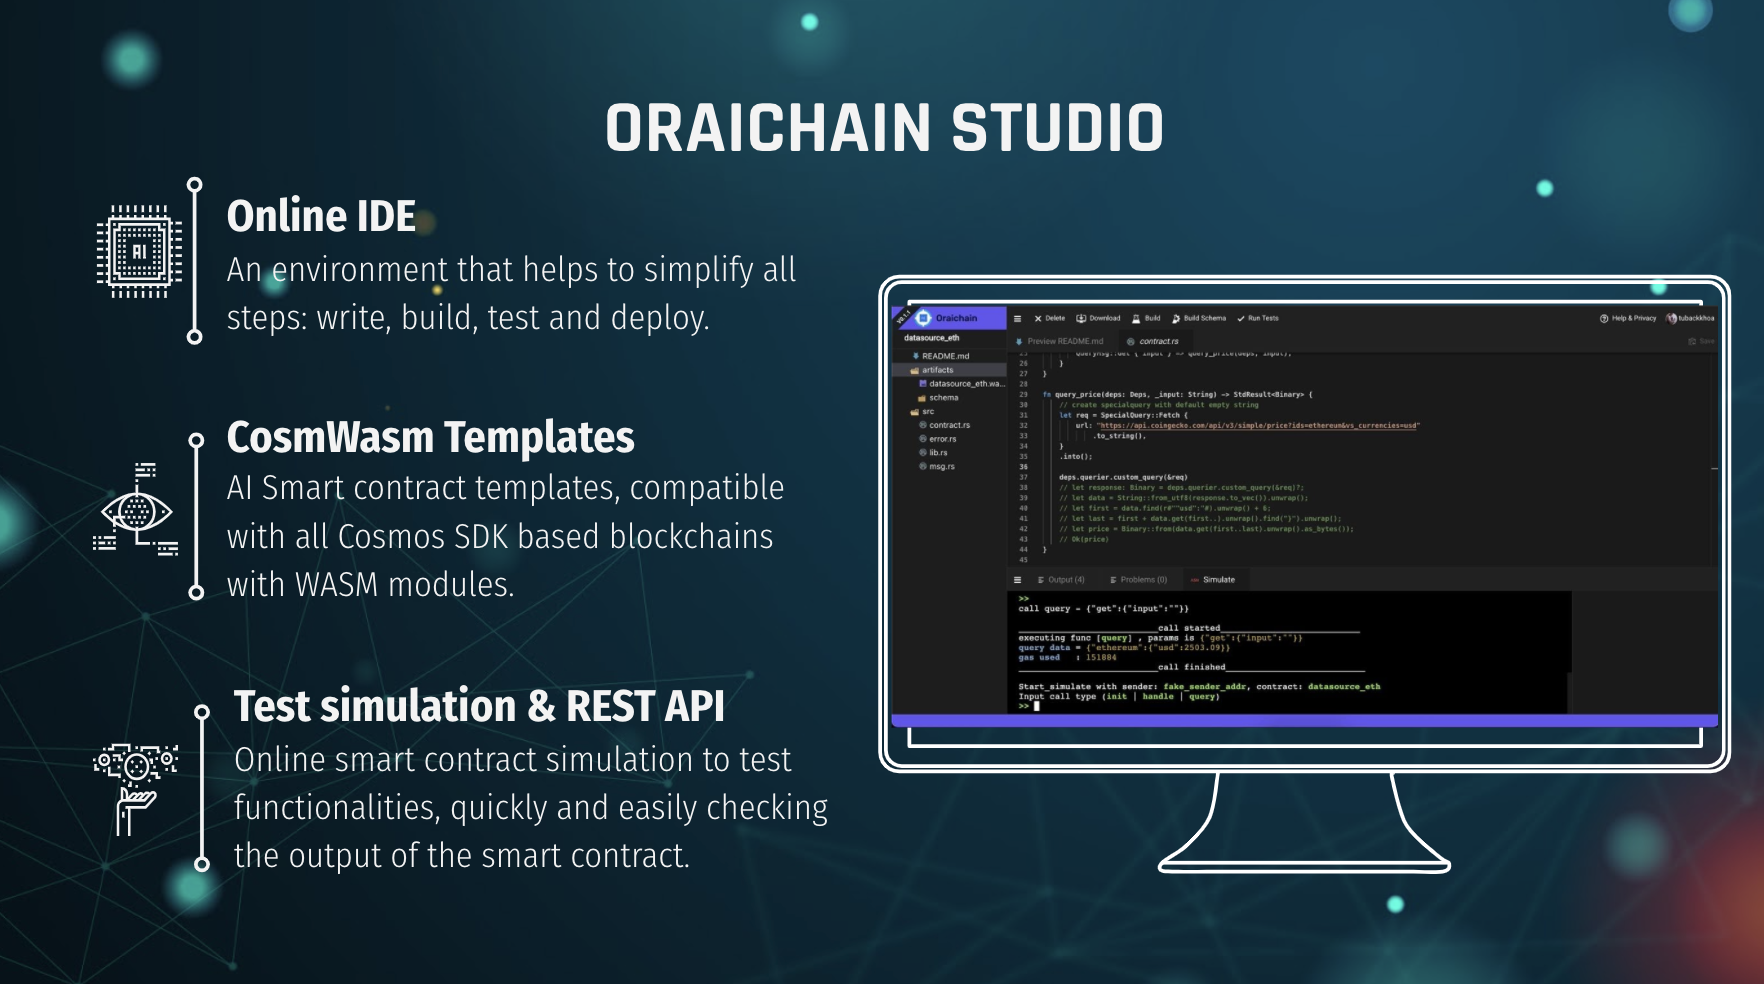 ORAICHAIN STUDIO
AI
Online IDE
An environment that helps to simplify all
steps: write, build, test and deploy.
CosmWasm Templates
AI Smart contract templates, compatible
with all Cosmos SDK based blockchains
with WASM modules.
Test simulation & REST API
Online smart contract simulation to test
functionalities, quickly and easily checking
the output of the smart contract.
V0.1.1 Oraichain
Delete Download Build Build Schema Run Tests Help & Privacy tubackkhoa
datasource_eth
Preview README.md contract.rs Save
README.md
artifacts
datasource_eth.wa...
schema
src
contract.rs
error.rs
lib.rs
msg.rs
26 }
27 }
28
29 fn query_price(deps: Deps, _input: String) -> StdResult<Binary> {
30 // create specialquery with default empty string
31 let req = SpecialQuery::Fetch {
32 url: "https://api.coingecko.com/api/v3/simple/price?ids=ethereum&vs_currencies=usd"
33 .to_string(),
34 }
35 .into();
36
37 deps.querier.custom_query(&req)
38 // let response: Binary = deps.querier.custom_query(&req)?;
39 // let data = String::from_utf8(response.to_vec()).unwrap();
40 // let first = data.find(r#""usd":"#).unwrap() + 6;
41 // let last = first + data.get(first..).unwrap().find("}").unwrap();
42 // let price = Binary::from(data.get(first..last).unwrap().as_bytes());
43 // Ok(price)
44 }
45
Output (4) Problems (0) Simulate
>>
call query - {"get":{"input":""}}
call started
executing func [query] , params is {"get":{"input":""}}
query data = {"ethereum":{"usd":2503.09}}
gas used : 151884
call finished
Start_simulate with sender: fake_sender_addr, contract: datasource_eth
Input call type (init | handle | query)
>>